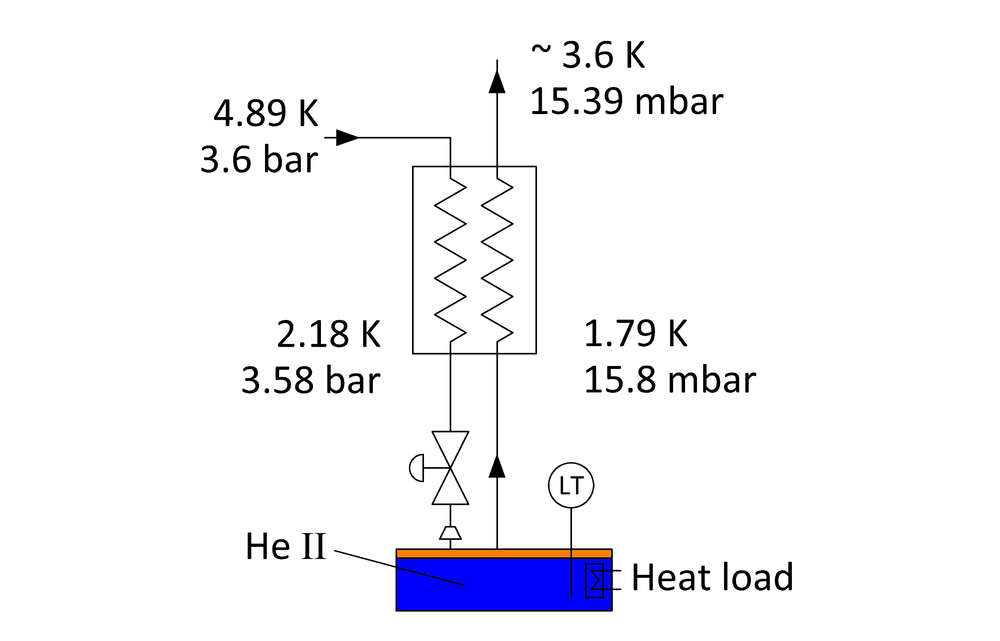 ~ 3.6 K
15.39 mbar
4.89 K
3.6 bar
2.18 K
3.58 bar
1.79 K
15.8 mbar
LT
He II
Heat load